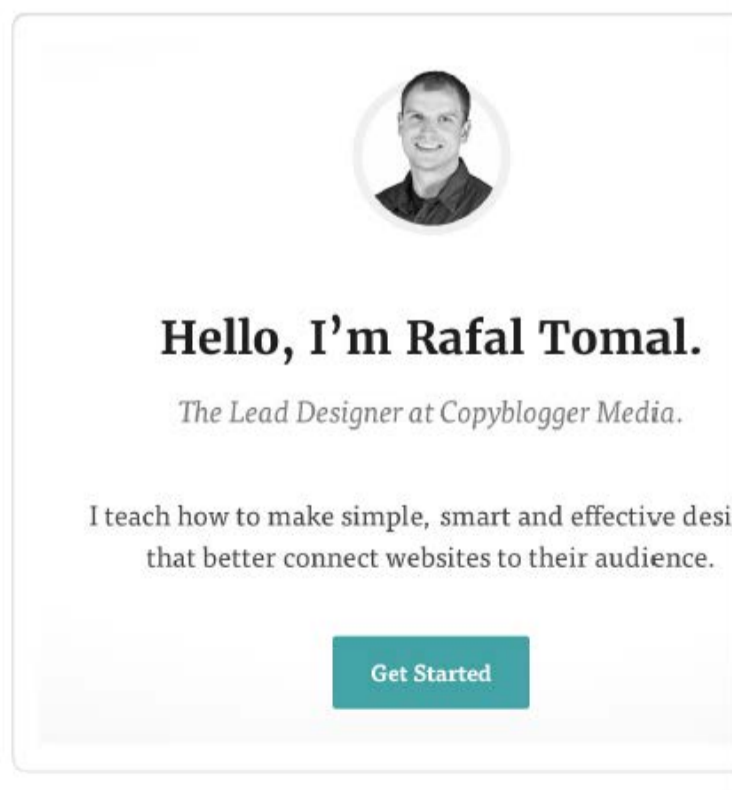 Hello, I’m Rafal Tomal.
The Lead Designer at Copyblogger Media.
I teach how to make simple, smart and effective desi
that better connect websites to their audience.
Get Started